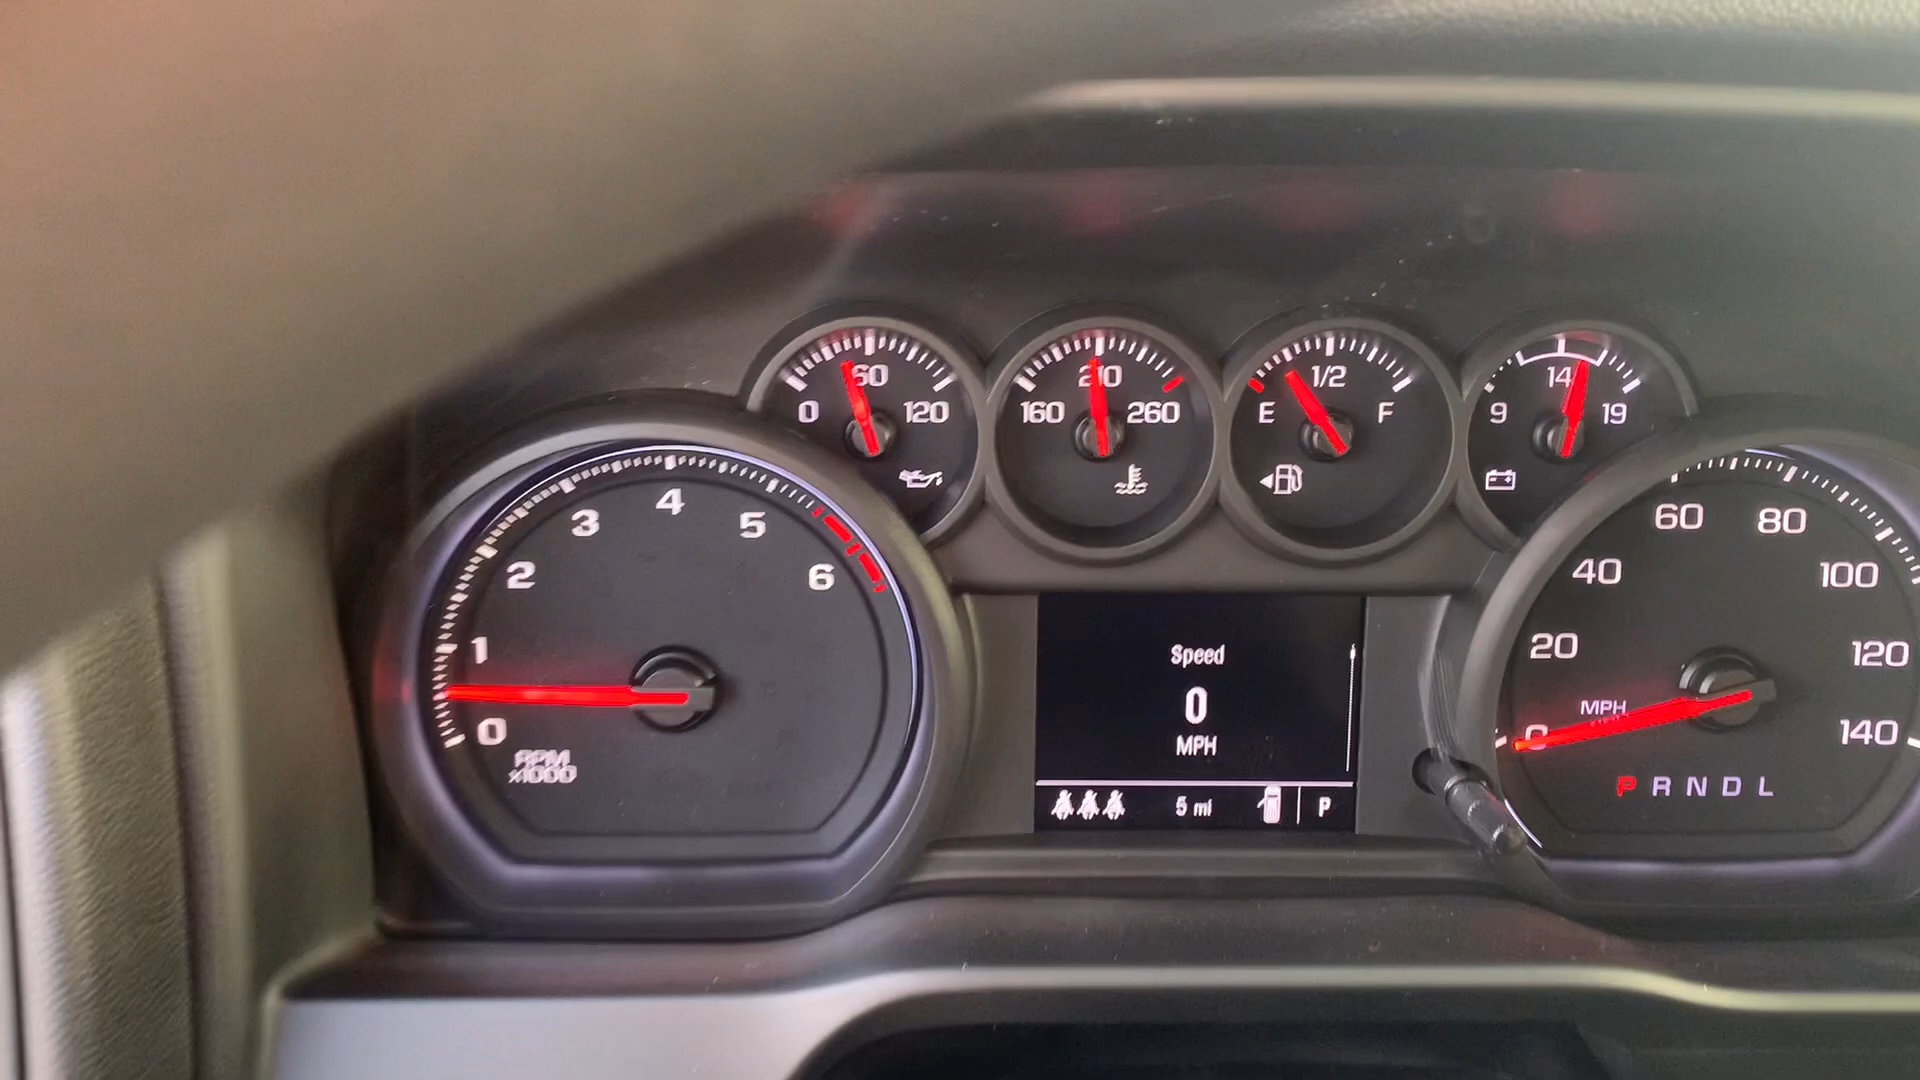 0 60 120
160 210 260
E 1/2 F
9 14 19
0 1 2 3 4 5 6
RPM
x1000
Speed
0
MPH
5 mi P
0 20 40 60 80 100 120 140
MPH
P R N D L